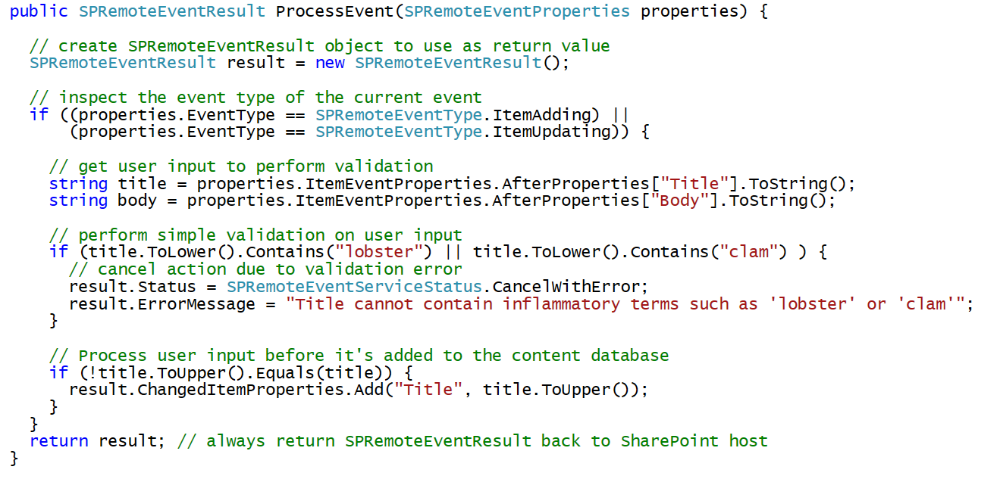 public SPRemoteEventResult ProcessEvent(SPRemoteEventProperties properties) {
// create SPRemoteEventResult object to use as return value
SPRemoteEventResult result = new SPRemoteEventResult();
// inspect the event type of the current event
if ((properties.EventType == SPRemoteEventType.ItemAdding) ||
(properties.EventType == SPRemoteEventType.ItemUpdating)) {
// get user input to perform validation
string title = properties.ItemEventProperties.AfterProperties["Title"].ToString();
string body = properties.ItemEventProperties.AfterProperties["Body"].ToString();
// perform simple validation on user input
if (title.ToLower().Contains("lobster") || title.ToLower().Contains("clam") ) {
// cancel action due to validation error
result.Status = SPRemoteEventServiceStatus.CancelWithError;
result.ErrorMessage = "Title cannot contain inflammatory terms such as 'lobster' or 'clam'";
}
// Process user input before it's added to the content database
if (!title.ToUpper().Equals(title)) {
result.ChangedItemProperties.Add("Title", title.ToUpper());
}
}
return result; // always return SPRemoteEventResult back to SharePoint host
}